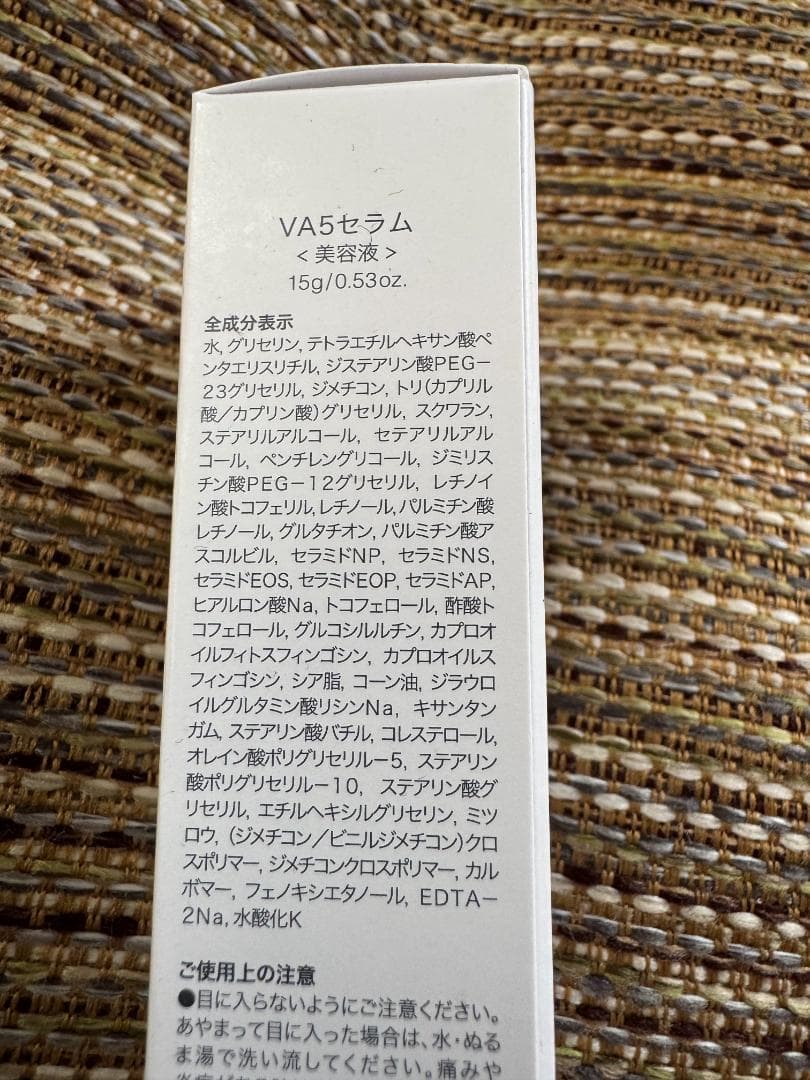 VA5セラム
< 美容液 >
15g/0.53oz.
全成分表示
水, グリセリン, テトラエチルヘキサン酸ペ
ンタエリスリチル, ジステアリン酸PEG－
23グリセリル, ジメチコン, トリ(カプリル
酸／カプリン酸)グリセリル, スクワラン,
ステアリルアルコール, セテアリルアル
コール, ペンチレングリコール, ジミリス
チン酸PEG－12グリセリル, レチノイ
ン酸トコフェリル, レチノール, パルミチン酸
レチノール, グルタチオン, パルミチン酸ア
スコルビル, セラミドNP, セラミドNS,
セラミドEOS, セラミドEOP, セラミドAP,
ヒアルロン酸Na, トコフェロール, 酢酸ト
コフェロール, グルコシルルチン, カプロオ
イルフィトスフィンゴシン, カプロオイルス
フィンゴシン, シア脂, コーン油, ジラウロ
イルグルタミン酸リシンNa, キサンタン
ガム, ステアリン酸バチル, コレステロール,
オレイン酸ポリグリセリル－5, ステアリン
酸ポリグリセリル－10, ステアリン酸グ
リセリル, エチルヘキシルグリセリン, ミツ
ロウ, (ジメチコン／ビニルジメチコン)クロ
スポリマー, ジメチコンクロスポリマー, カル
ボマー, フェノキシエタノール, EDTA－
2Na, 水酸化K
ご使用上の注意
●目に入らないようにご注意ください。
あやまって目に入った場合は、水・ぬる
ま湯で洗い流してください。痛みや